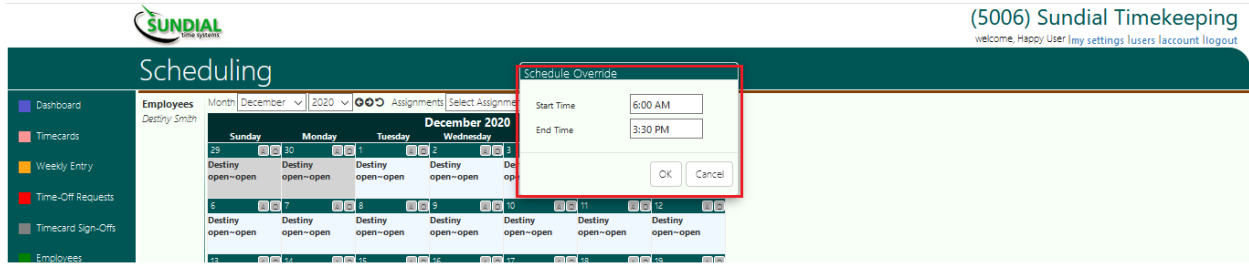 SUNDIAL
time systems
(5006) Sundial Timekeeping
welcome, Happy User |my settings |users |account |logout
Scheduling
Schedule Override
Start Time 6:00 AM
End Time 3:30 PM
OK Cancel
Dashboard
Timecards
Weekly Entry
Time-Off Requests
Timecard Sign-Offs
Employees
Employees
Destiny Smith
Month December 2020 Assignments Select Assignmen
December 2020
Sunday Monday Tuesday Wednesday
29 30 1 2 3
Destiny Destiny Destiny Destiny De
open~open open~open open~open open~open op
6 7 8 9 10 11 12
Destiny Destiny Destiny Destiny Destiny Destiny Destiny
open~open open~open open~open open~open open~open open~open open~open
13 14 15 16 17 18 19